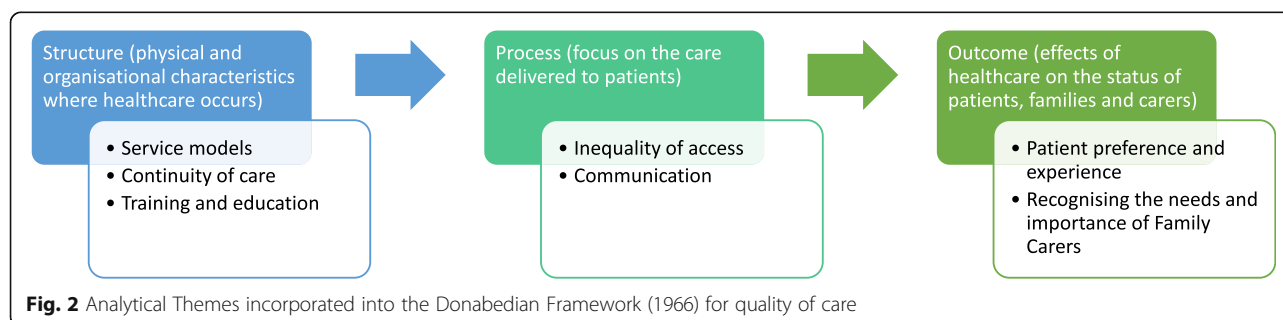 Structure (physical and
organisational characteristics
where healthcare occurs)
• Service models
• Continuity of care
• Training and education
Process (focus on the care
delivered to patients)
• Inequality of access
• Communication
Outcome (effects of
healthcare on the status of
patients, families and carers)
• Patient preference and
experience
• Recognising the needs and
importance of Family
Carers
Fig. 2 Analytical Themes incorporated into the Donabedian Framework (1966) for quality of care